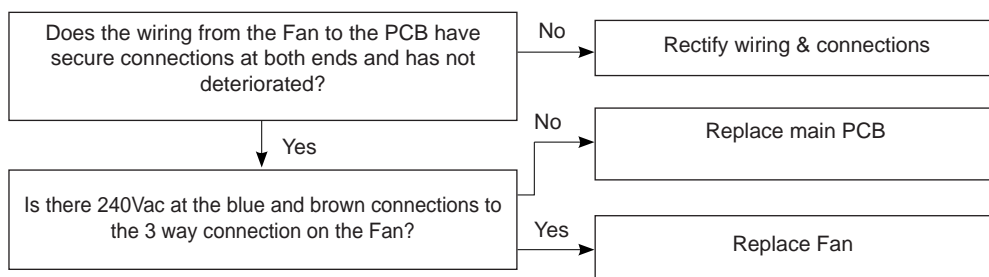 Does the wiring from the Fan to the PCB have
secure connections at both ends and has not
deteriorated?
No
Rectify wiring & connections
Yes
No
Replace main PCB
Is there 240Vac at the blue and brown connections to
the 3 way connection on the Fan?
Yes
Replace Fan